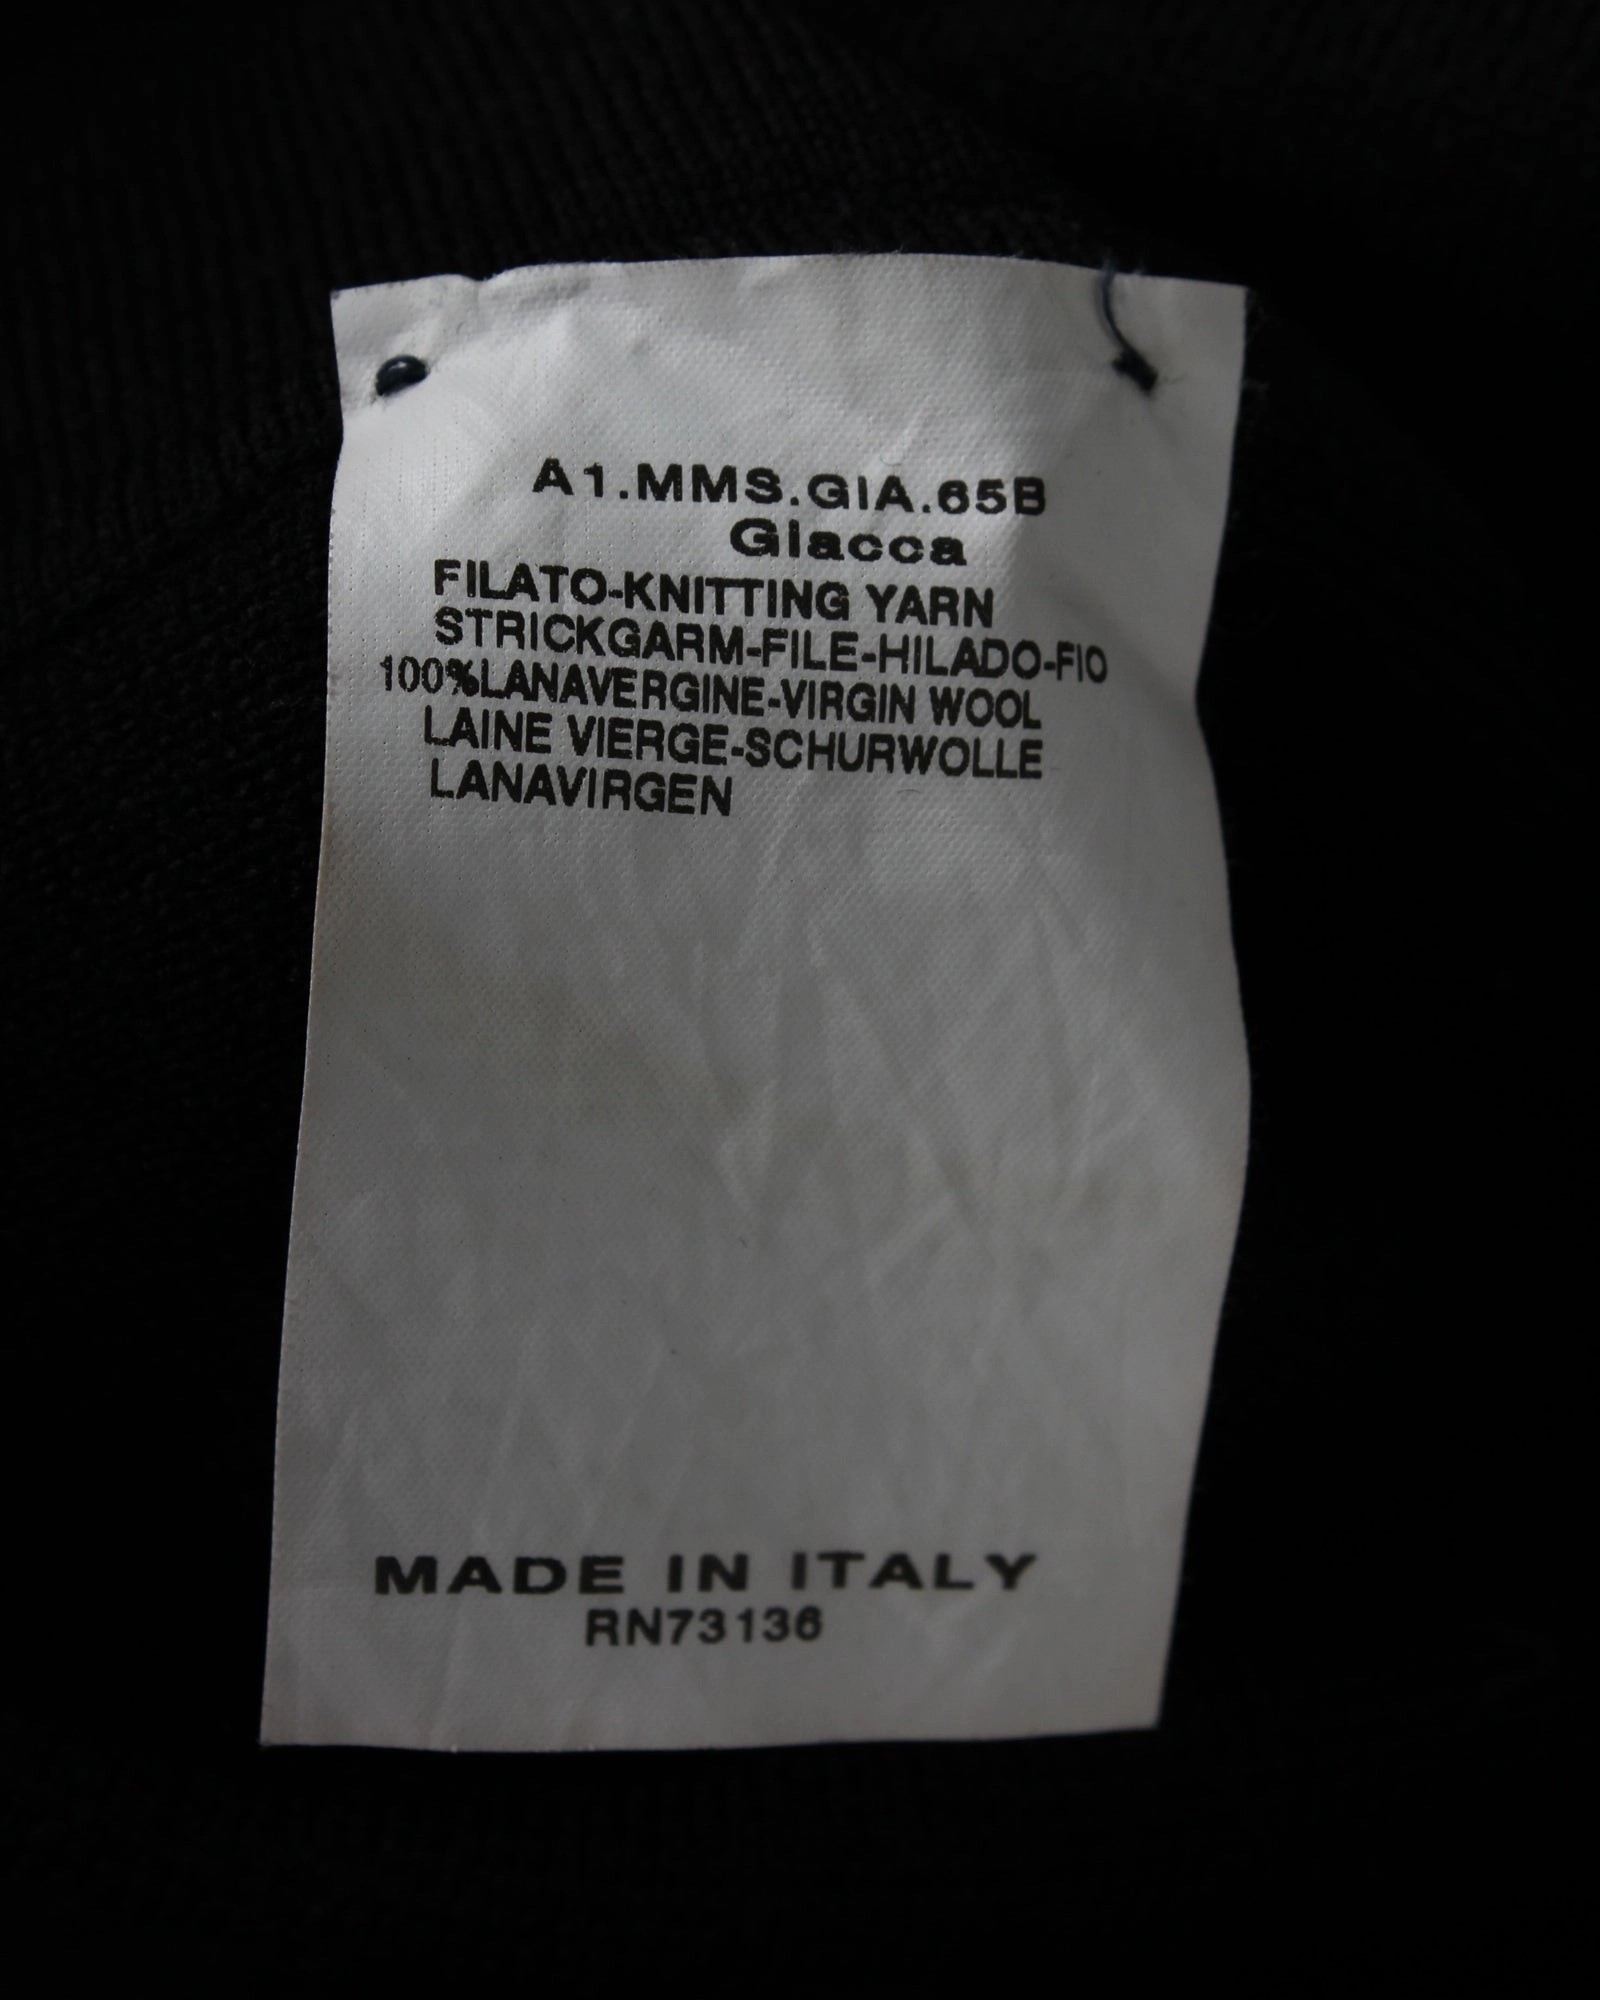 A1.MMS.GIA.65B
Giacca
FILATO-KNITTING YARN
STRICKGARM-FILE-HILADO-FIO
100%LANAVERGINE-VIRGIN WOOL
LAINE VIERGE-SCHURWOLLE
LANAVIRGEN
MADE IN ITALY
RN73136